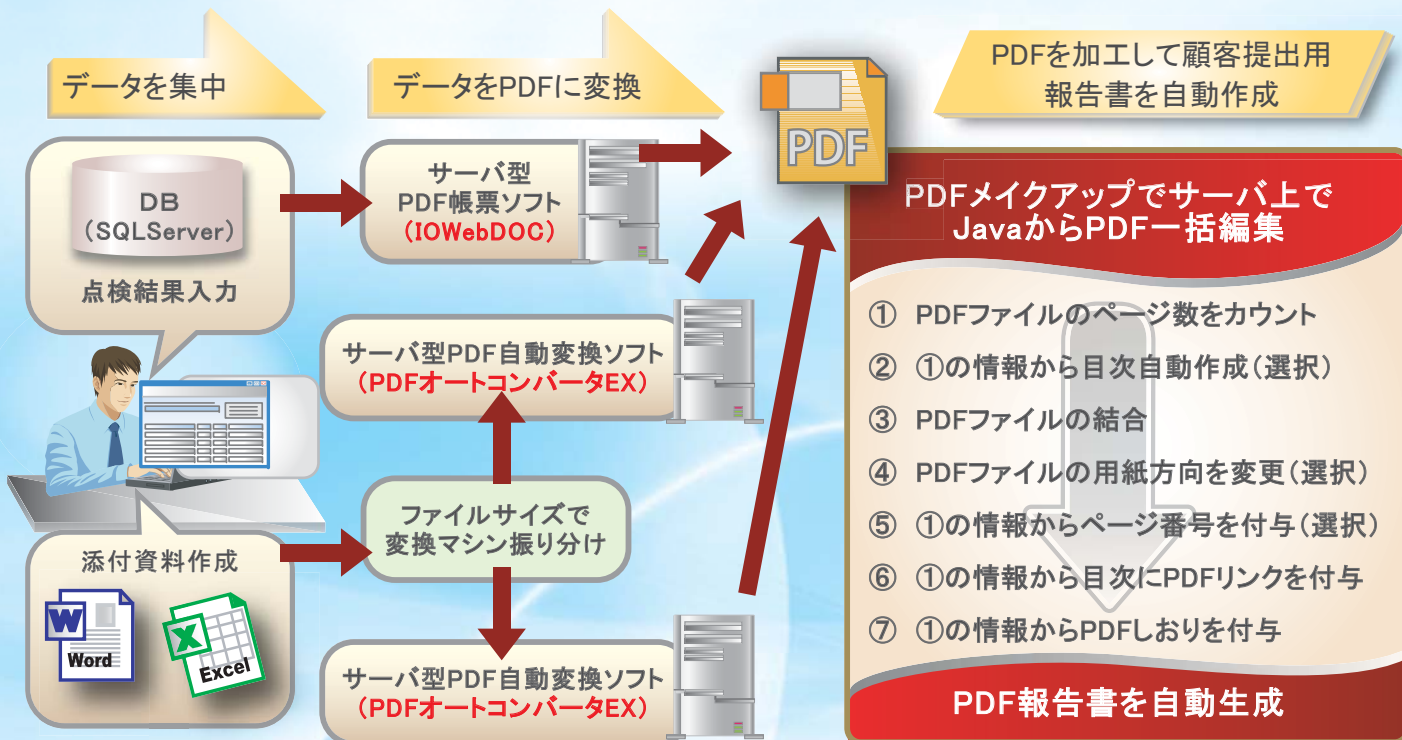 データを集中
データをPDFに変換
PDFを加工して顧客提出用
報告書を自動作成
DB
（SQLServer）
点検結果入力
サーバ型
PDF帳票ソフト
（IOWebDOC）
PDF
サーバ型PDF自動変換ソフト
（PDFオートコンバータEX）
ファイルサイズで
変換マシン振り分け
添付資料作成
W
Word
X
Excel
サーバ型PDF自動変換ソフト
（PDFオートコンバータEX）
PDFメイクアップでサーバ上で
JavaからPDF一括編集
① PDFファイルのページ数をカウント
② ①の情報から目次自動作成（選択）
③ PDFファイルの結合
④ PDFファイルの用紙方向を変更（選択）
⑤ ①の情報からページ番号を付与（選択）
⑥ ①の情報から目次にPDFリンクを付与
⑦ ①の情報からPDFしおりを付与
PDF報告書を自動生成